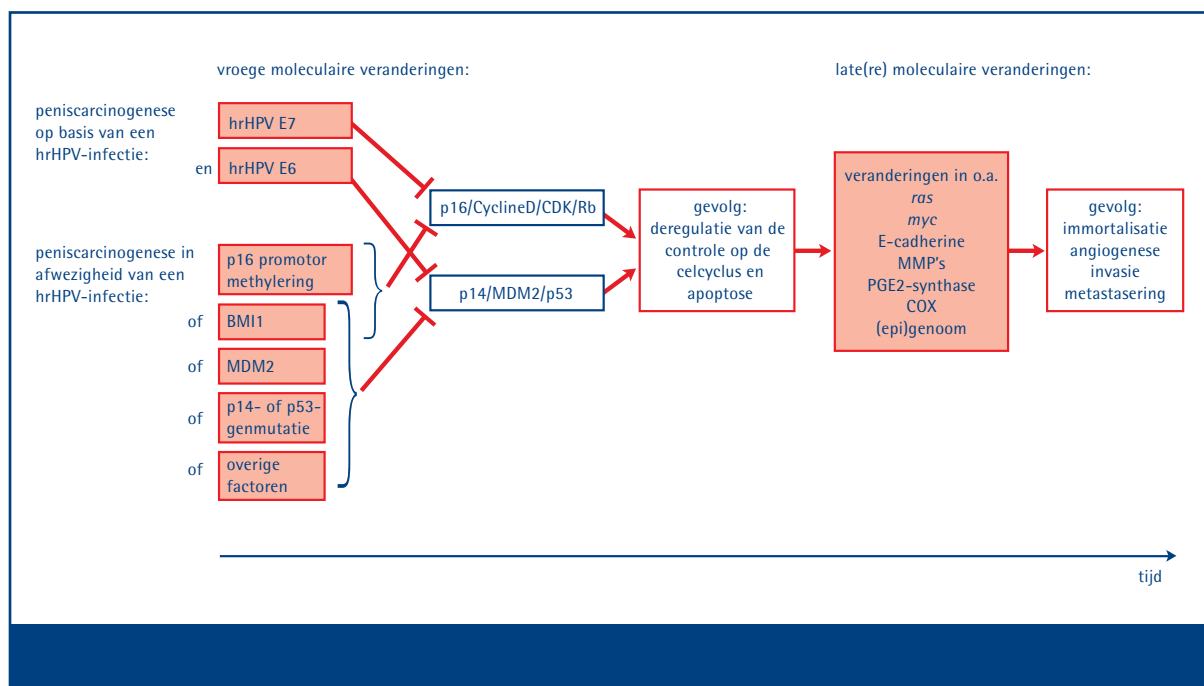 vroege moleculaire veranderingen:
late(re) moleculaire veranderingen:
peniscarcinogenese
op basis van een
hrHPV-infectie:
hrHPV E7
en
hrHPV E6
peniscarcinogenese in
afwezigheid van een
hrHPV-infectie:
p16 promotor
methylering
of
BMI1
of
MDM2
of
p14- of p53-
genmutatie
of
overige
factoren
p16/CyclineD/CDK/Rb
p14/MDM2/p53
gevolg:
deregulatie van de
controle op de
celcyclus en
apoptose
veranderingen in o.a.
ras
myc
E-cadherine
MMP's
PGE2-synthase
COX
(epi)genoom
gevolg:
immortalisatie
angiogenese
invasie
metastasering
tijd